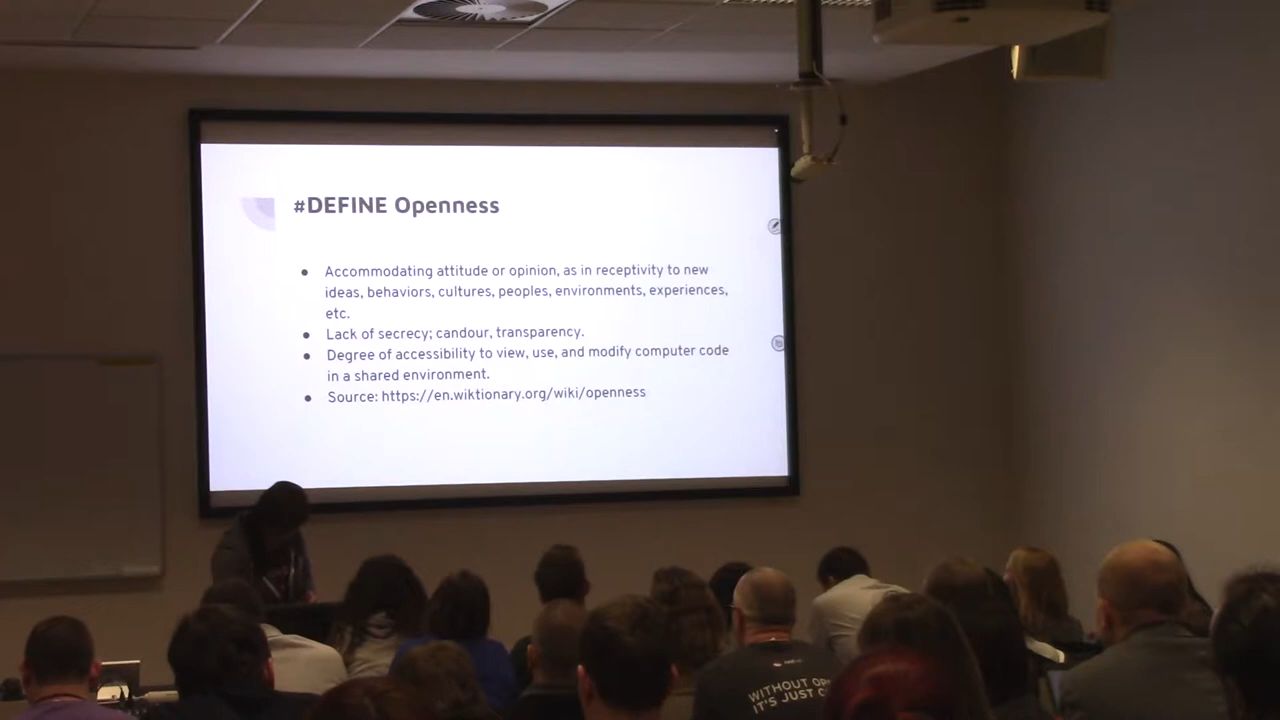 #DEFINE Openness
● Accommodating attitude or opinion, as in receptivity to new
ideas, behaviors, cultures, peoples, environments, experiences,
etc.
● Lack of secrecy; candour, transparency.
● Degree of accessibility to view, use, and modify computer code
in a shared environment.
● Source: https://en.wiktionary.org/wiki/openness
WITHOUT
IT'S JUST